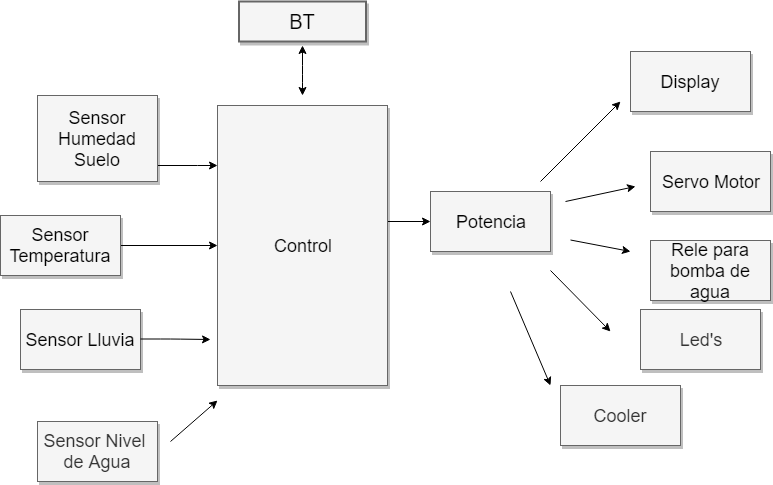 BT
Sensor
Humedad
Suelo
Sensor
Temperatura
Sensor Lluvia
Sensor Nivel
de Agua
Control
Potencia
Display
Servo Motor
Rele para
bomba de
agua
Led's
Cooler